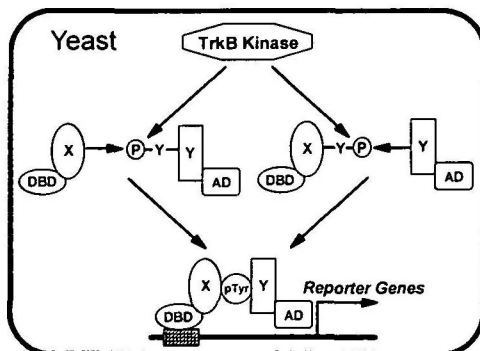 Yeast
TrkB Kinase
X
P
Y
Y
DBD
AD
X
Y
P
Y
DBD
AD
X
pTyr
Y
Reporter Genes
DBD
AD